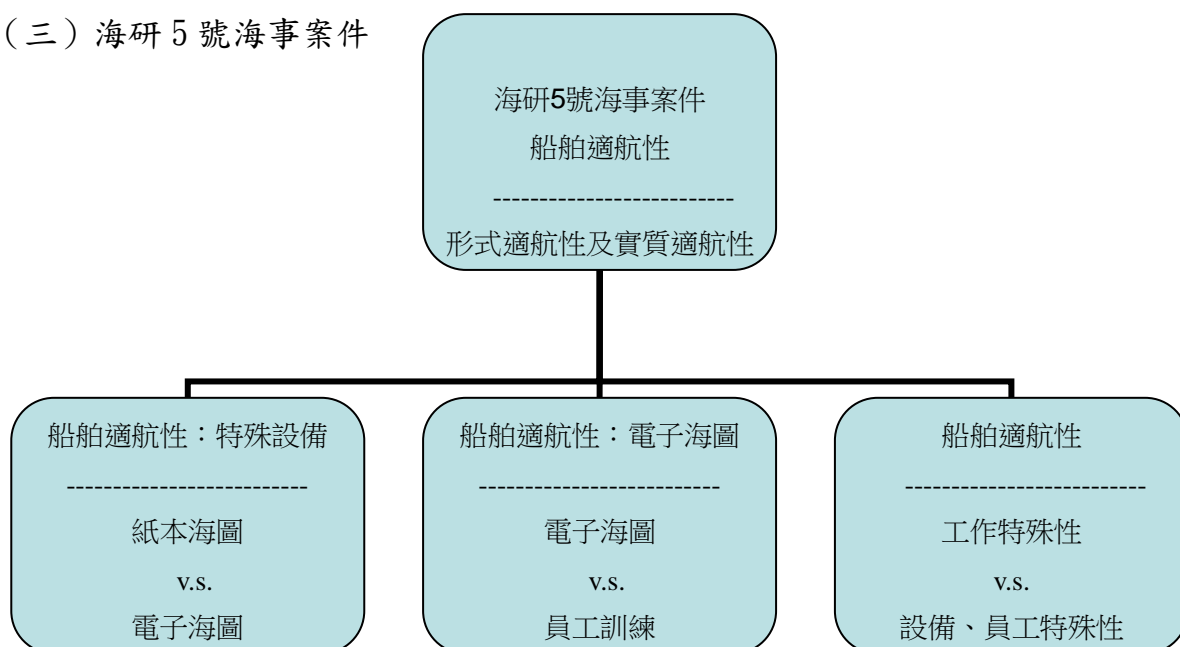 （三）海研 5 號海事案件
海研5號海事案件
船舶適航性
--------------------------
形式適航性及實質適航性
船舶適航性：特殊設備
--------------------------
紙本海圖
v.s.
電子海圖
船舶適航性：電子海圖
--------------------------
電子海圖
v.s.
員工訓練
船舶適航性
--------------------------
工作特殊性
v.s.
設備、員工特殊性